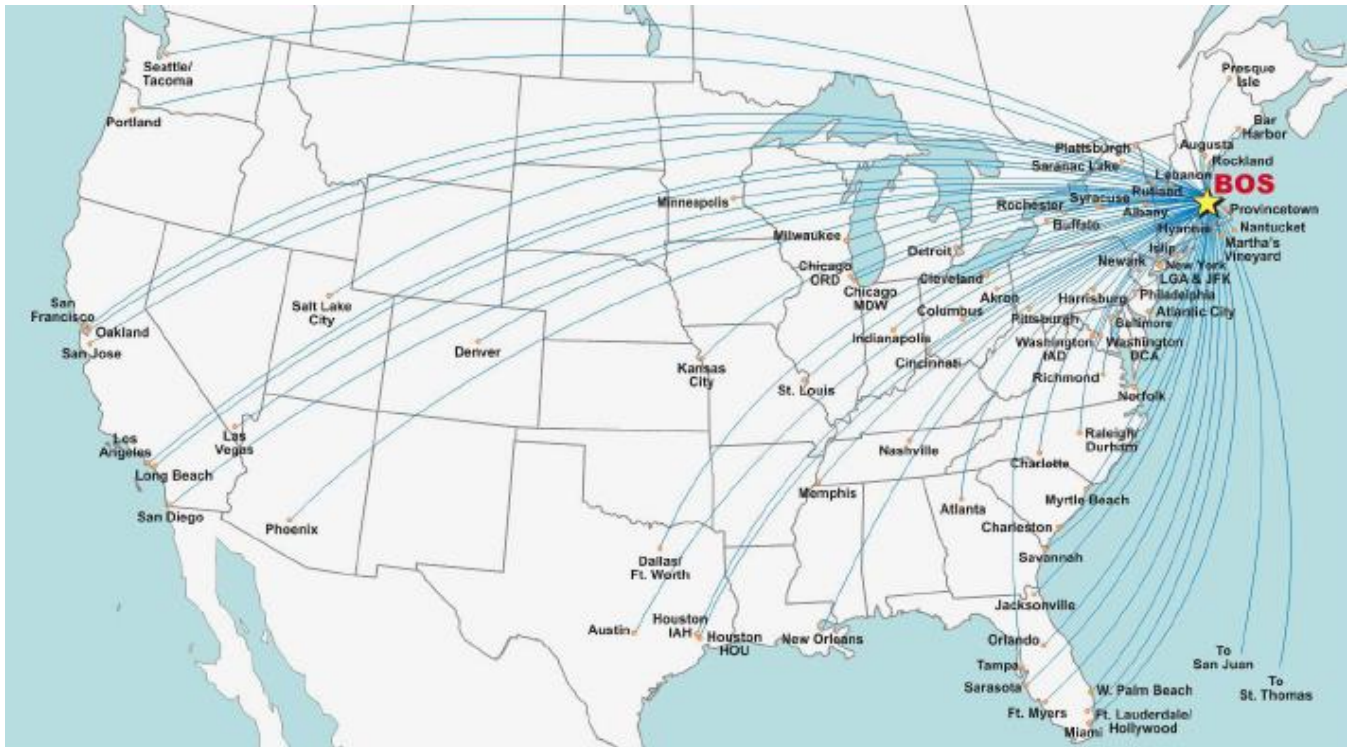 Seattle/
Tacoma
Portland
San
Francisco
Oakland
San Jose
Los
Angeles
Long Beach
San Diego
Las
Vegas
Phoenix
Salt Lake
City
Denver
Minneapolis
Milwaukee
Chicago
ORD
Chicago
MDW
Kansas
City
St. Louis
Indianapolis
Cincinnati
Columbus
Cleveland
Akron
Detroit
Dallas/
Ft. Worth
Austin
Houston
IAH
Houston
HOU
New Orleans
Memphis
Nashville
Atlanta
Charlotte
Raleigh/
Durham
Myrtle Beach
Charleston
Savannah
Jacksonville
Orlando
Tampa
Sarasota
Ft. Myers
W. Palm Beach
Ft. Lauderdale/
Hollywood
Miami
To
San Juan
To
St. Thomas
Norfolk
Richmond
Washington
IAD
Washington
DCA
Baltimore
Pittsburgh
Harrisburg
Philadelphia
Atlantic City
Newark
New York
LGA & JFK
Islip
Hyannis
Martha's
Vineyard
Nantucket
Provincetown
BOS
Buffalo
Rochester
Syracuse
Albany
Rutland
Lebanon
Saranac Lake
Plattsburgh
Augusta
Rockland
Bar
Harbor
Presque
Isle